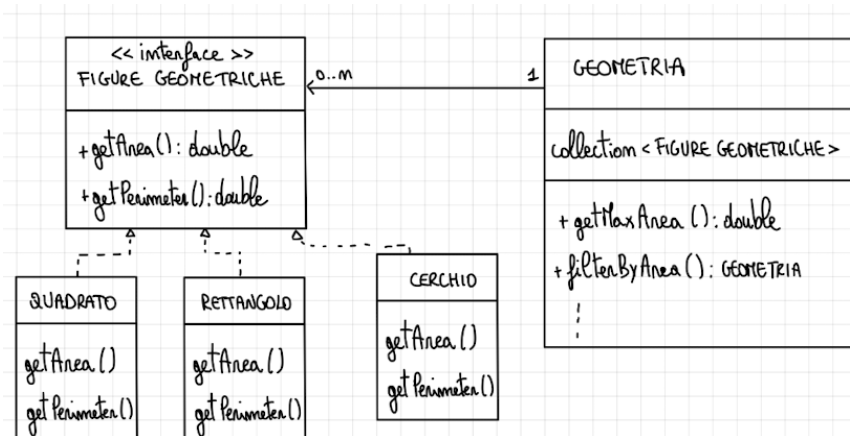 << interface >>
FIGURE GEOMETRICHE
+ getArea(): double
+ getPerimeter(): double
0..n
1
GEOMETRIA
collection < FIGURE GEOMETRICHE >
+ getMaxArea (): double
+ filterByArea (): GEOMETRIA
QUADRATO
getArea ()
getPerimeter()
RETTANGOLO
getArea ()
getPerimeter()
CERCHIO
getArea ()
getPerimeter()